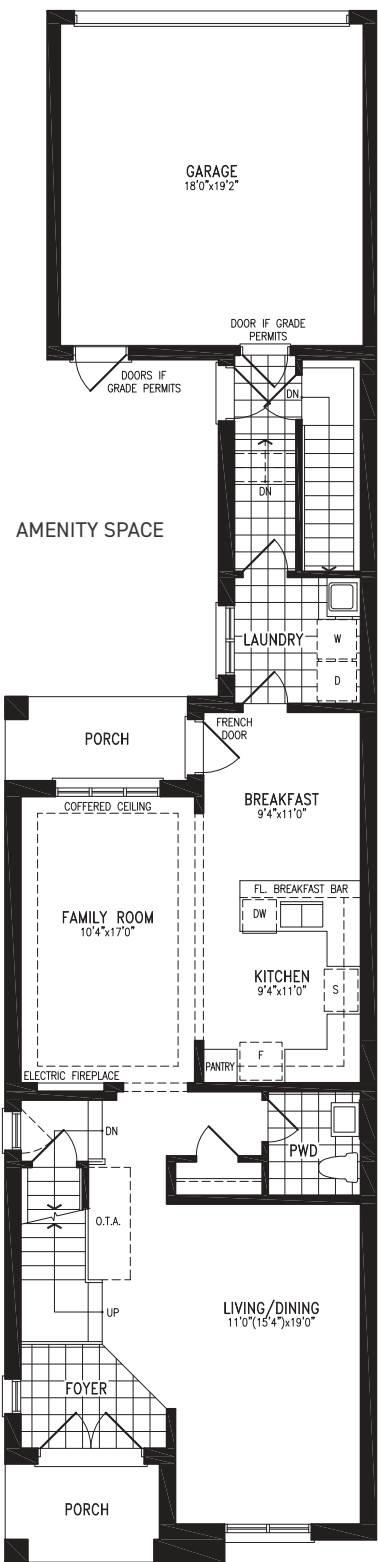 GARAGE
18'0"x19'2"
DOOR IF GRADE
PERMITS
DOORS IF
GRADE PERMITS
DN
DN
AMENITY SPACE
LAUNDRY
W
D
PORCH
FRENCH
DOOR
COFFERED CEILING
BREAKFAST
9'4"x11'0"
FL. BREAKFAST BAR
DW
FAMILY ROOM
10'4"x17'0"
KITCHEN
9'4"x11'0"
S
F
PANTRY
ELECTRIC FIREPLACE
DN
PWD
O.T.A.
UP
LIVING/DINING
11'0"(15'4")x19'0"
FOYER
PORCH